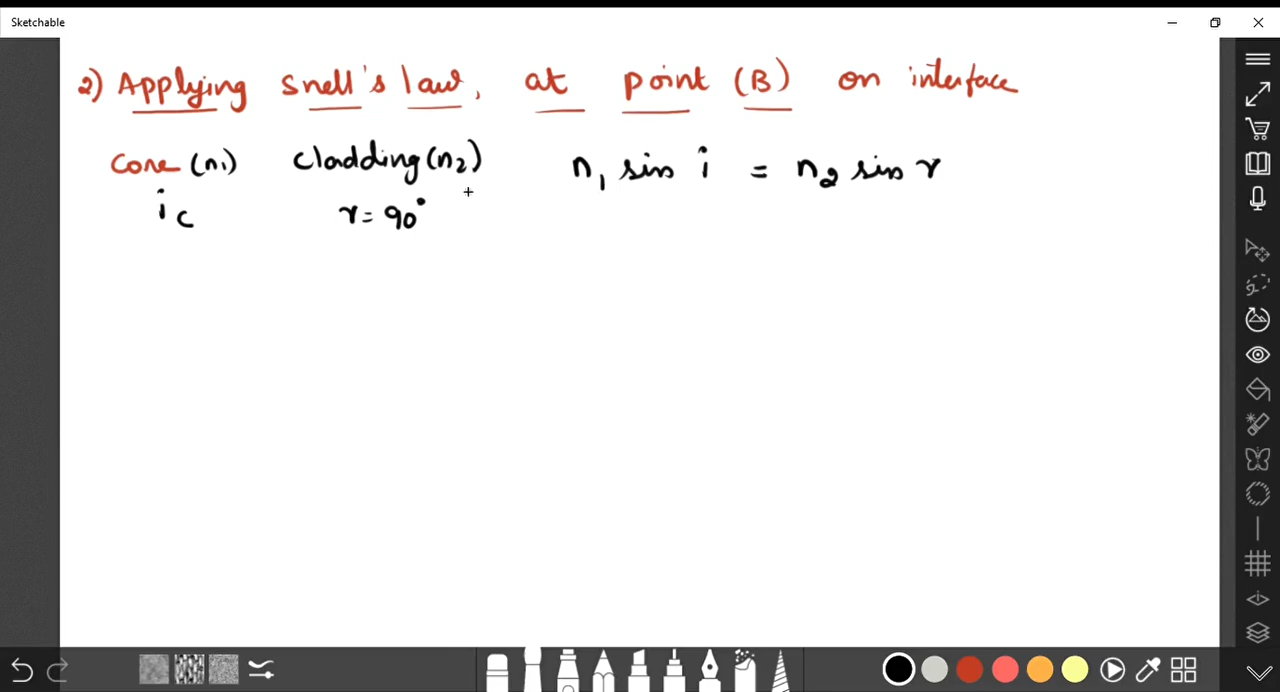 Sketchable
2) Applying snell's law, at point (B) on interface
Core (n1) cladding (n2) n1 sin i = n2 sin r
ic r = 90°